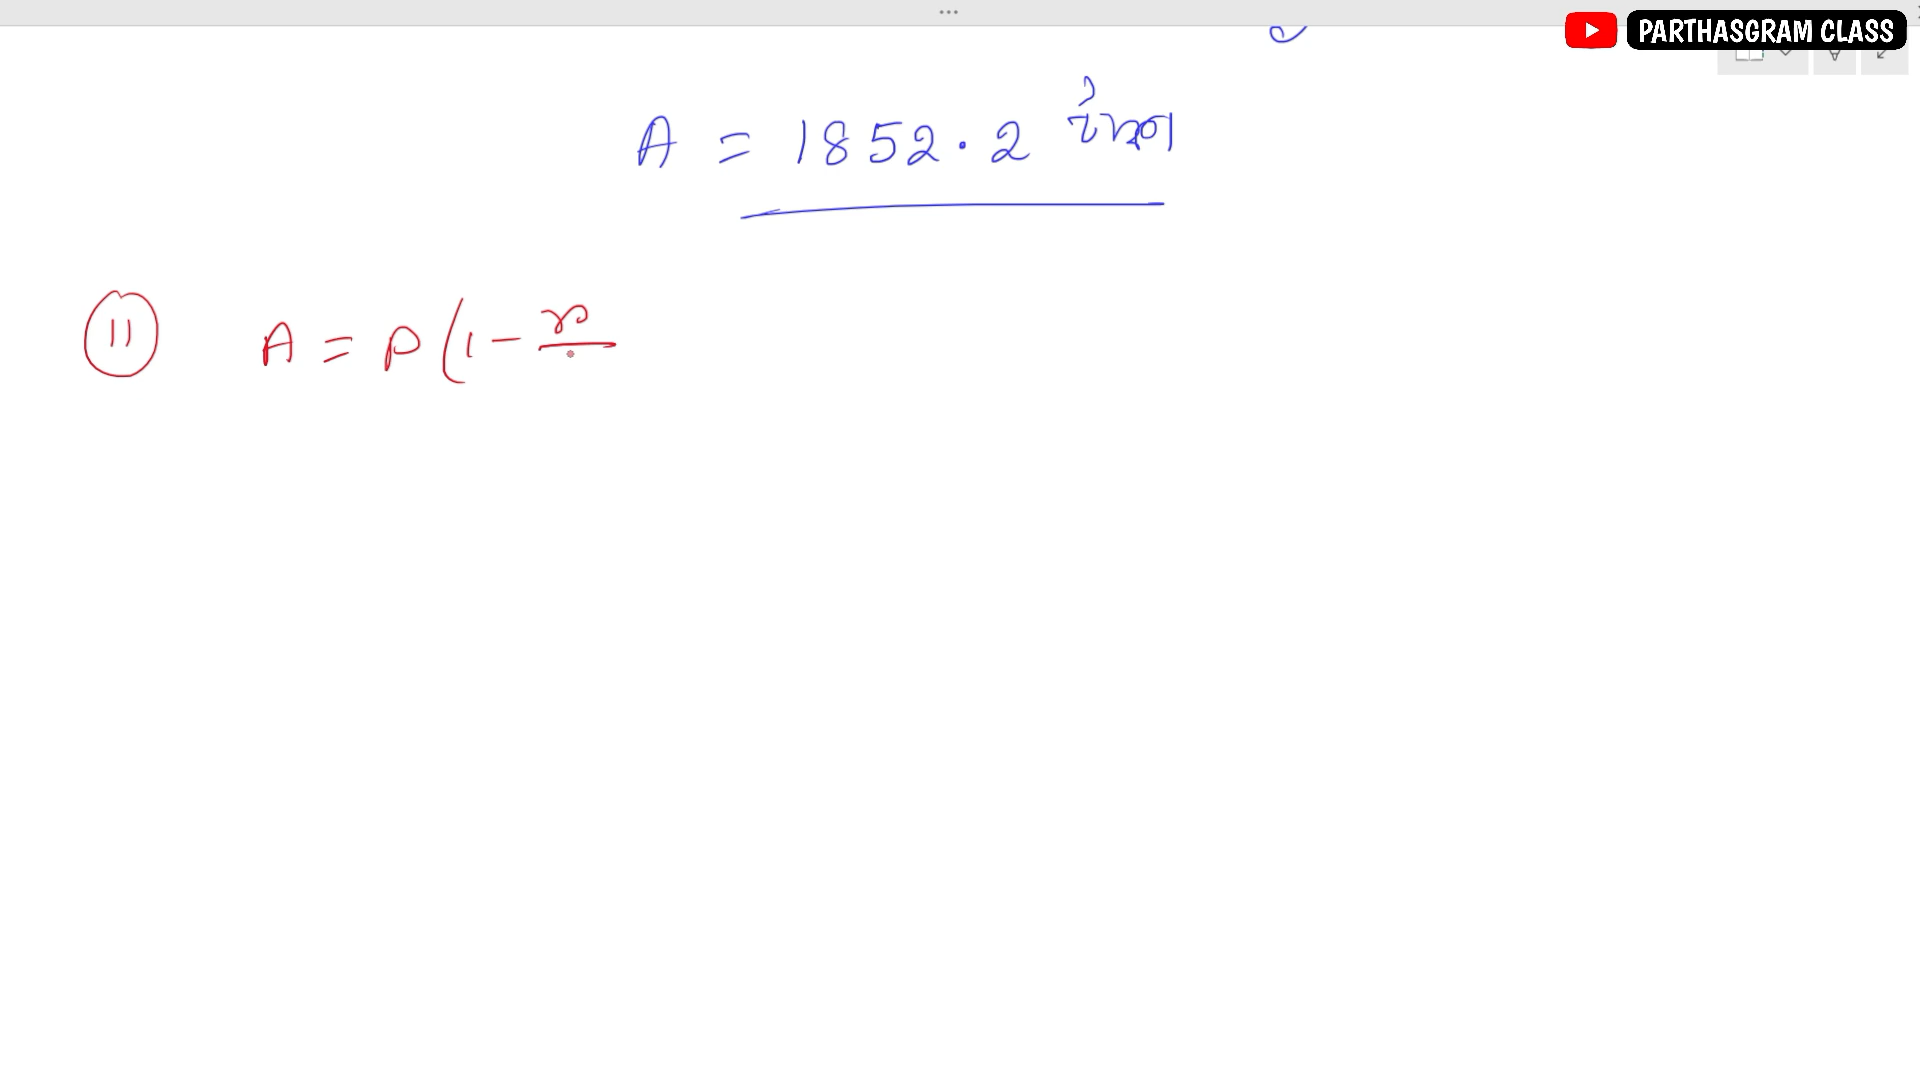 PARTHASGRAM CLASS
A = 1852.2
11 A = P(1 - r